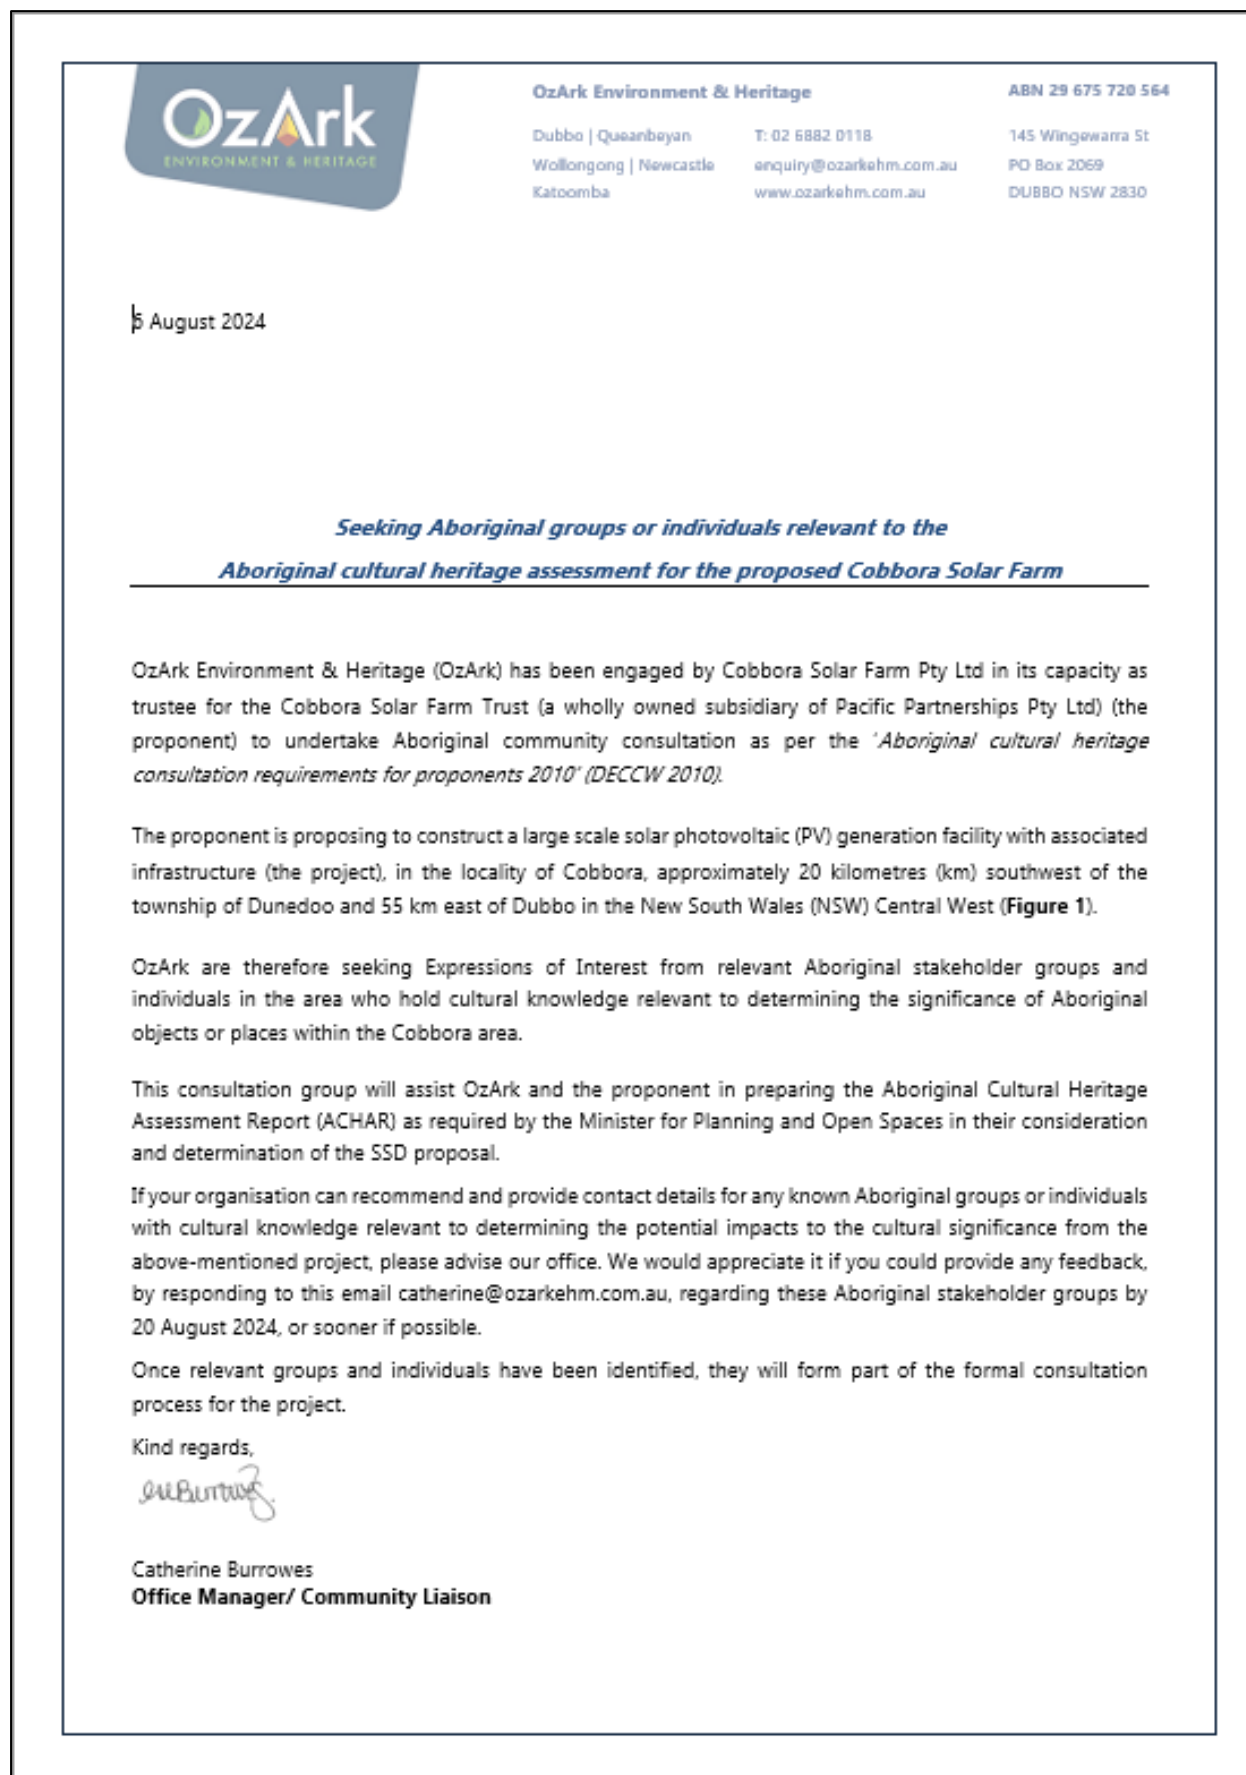 OzArk
ENVIRONMENT & HERITAGE
OzArk Environment & Heritage
Dubbo | Queanbeyan
Wollongong | Newcastle
Katoomba
T: 02 6882 0118
enquiry@ozarkehm.com.au
www.ozarkehm.com.au
ABN 29 675 720 564
145 Wingewarra St
PO Box 2069
DUBBO NSW 2830
August 2024
Seeking Aboriginal groups or individuals relevant to the
Aboriginal cultural heritage assessment for the proposed Cobbora Solar Farm
OzArk Environment & Heritage (OzArk) has been engaged by Cobbora Solar Farm Pty Ltd in its capacity as
trustee for the Cobbora Solar Farm Trust (a wholly owned subsidiary of Pacific Partnerships Pty Ltd) (the
proponent) to undertake Aboriginal community consultation as per the 'Aboriginal cultural heritage
consultation requirements for proponents 2010' (DECCW 2010).
The proponent is proposing to construct a large scale solar photovoltaic (PV) generation facility with associated
infrastructure (the project), in the locality of Cobbora, approximately 20 kilometres (km) southwest of the
township of Dunedoo and 55 km east of Dubbo in the New South Wales (NSW) Central West (Figure 1).
OzArk are therefore seeking Expressions of Interest from relevant Aboriginal stakeholder groups and
individuals in the area who hold cultural knowledge relevant to determining the significance of Aboriginal
objects or places within the Cobbora area.
This consultation group will assist OzArk and the proponent in preparing the Aboriginal Cultural Heritage
Assessment Report (ACHAR) as required by the Minister for Planning and Open Spaces in their consideration
and determination of the SSD proposal.
If your organisation can recommend and provide contact details for any known Aboriginal groups or individuals
with cultural knowledge relevant to determining the potential impacts to the cultural significance from the
above-mentioned project, please advise our office. We would appreciate it if you could provide any feedback,
by responding to this email catherine@ozarkehm.com.au, regarding these Aboriginal stakeholder groups by
20 August 2024, or sooner if possible.
Once relevant groups and individuals have been identified, they will form part of the formal consultation
process for the project.
Kind regards,
Catherine Burrowes
Office Manager/ Community Liaison